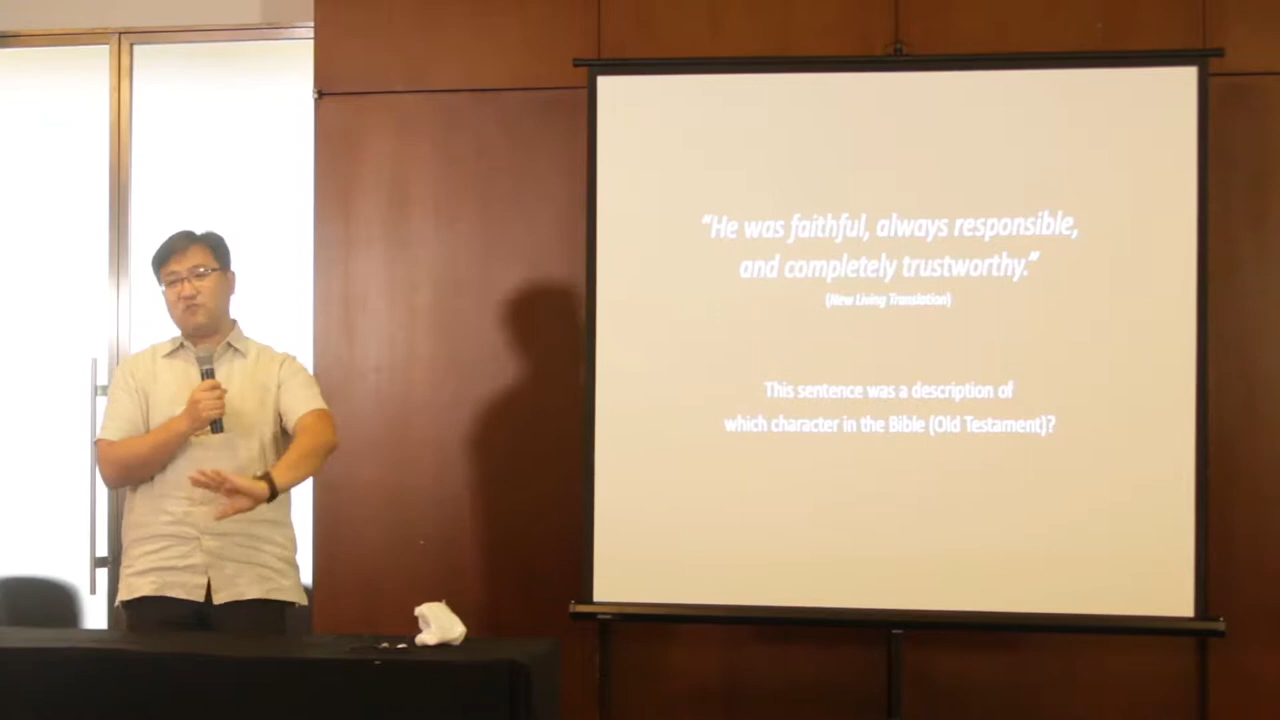 “He was faithful, always responsible,
and completely trustworthy.”
(New Living Translation)
This sentence was a description of
which character in the Bible (Old Testament)?